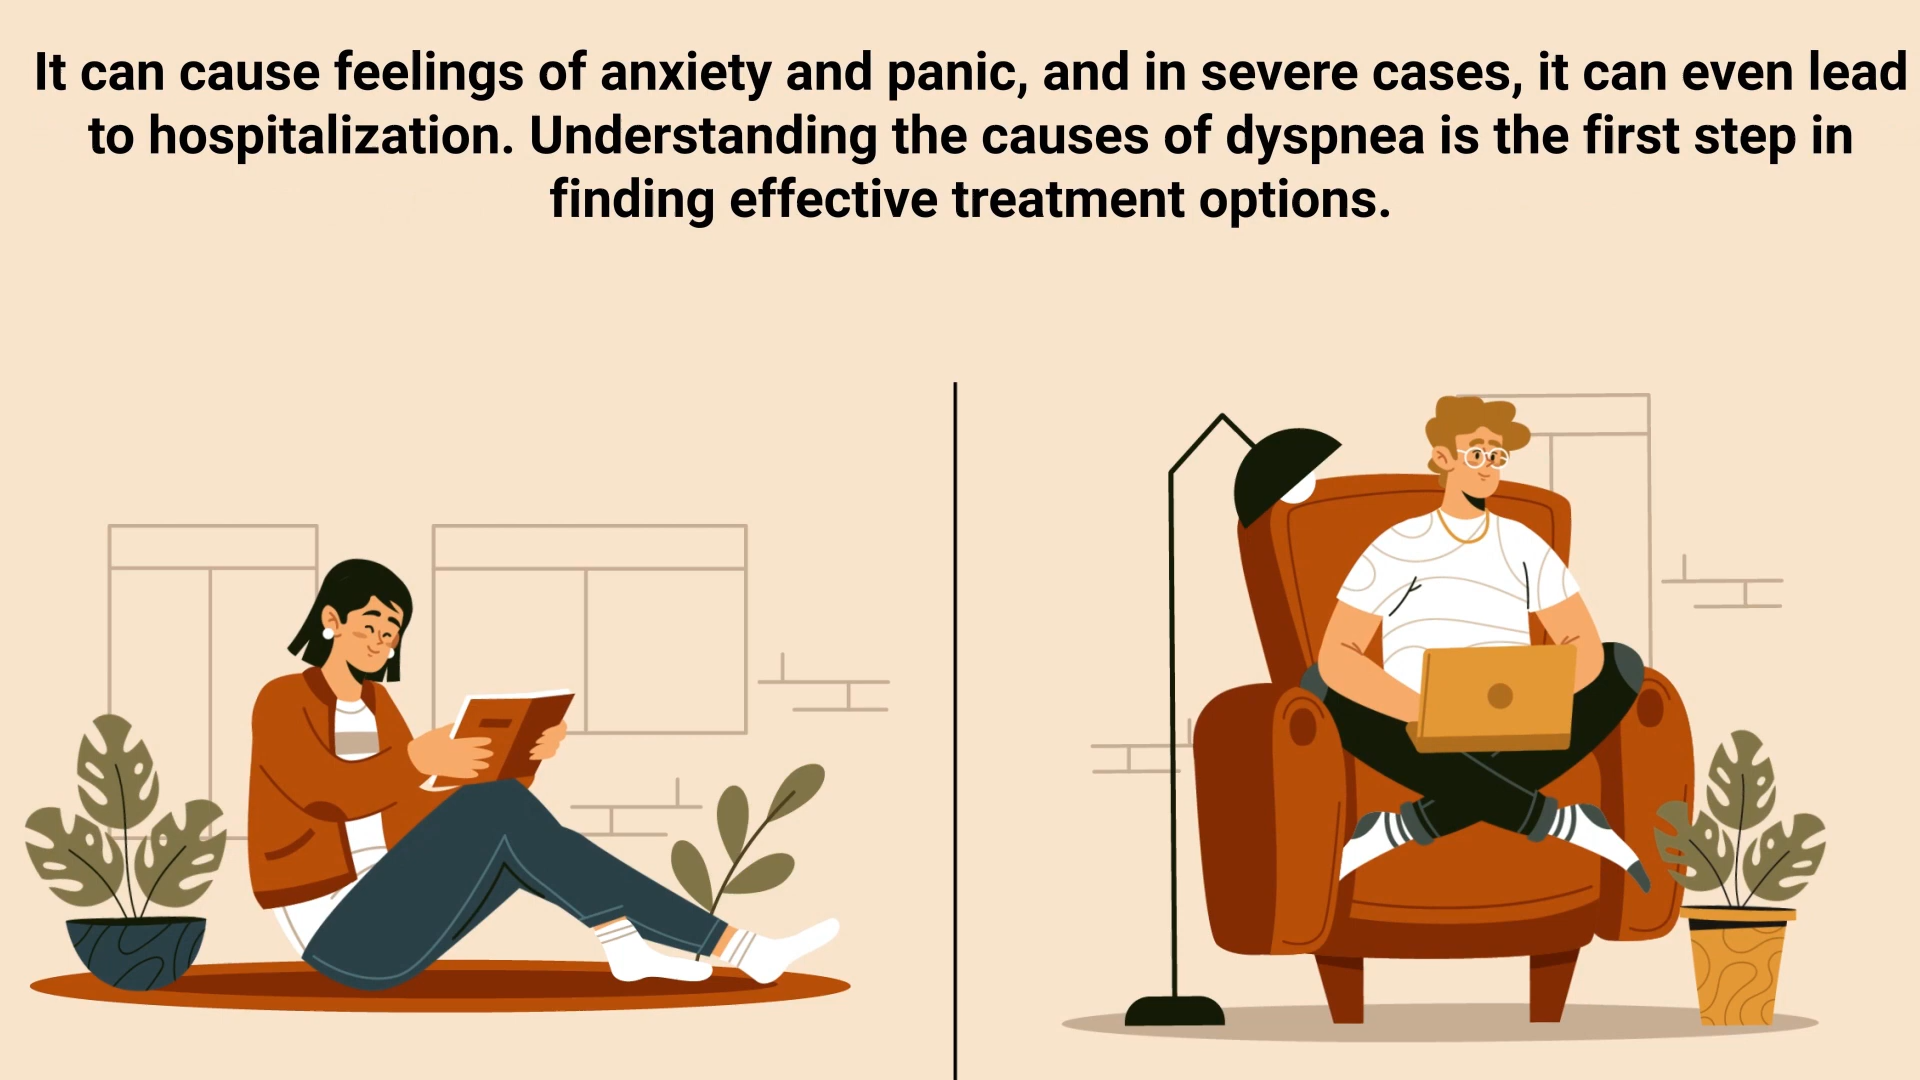 It can cause feelings of anxiety and panic, and in severe cases, it can even lead
to hospitalization. Understanding the causes of dyspnea is the first step in
finding effective treatment options.